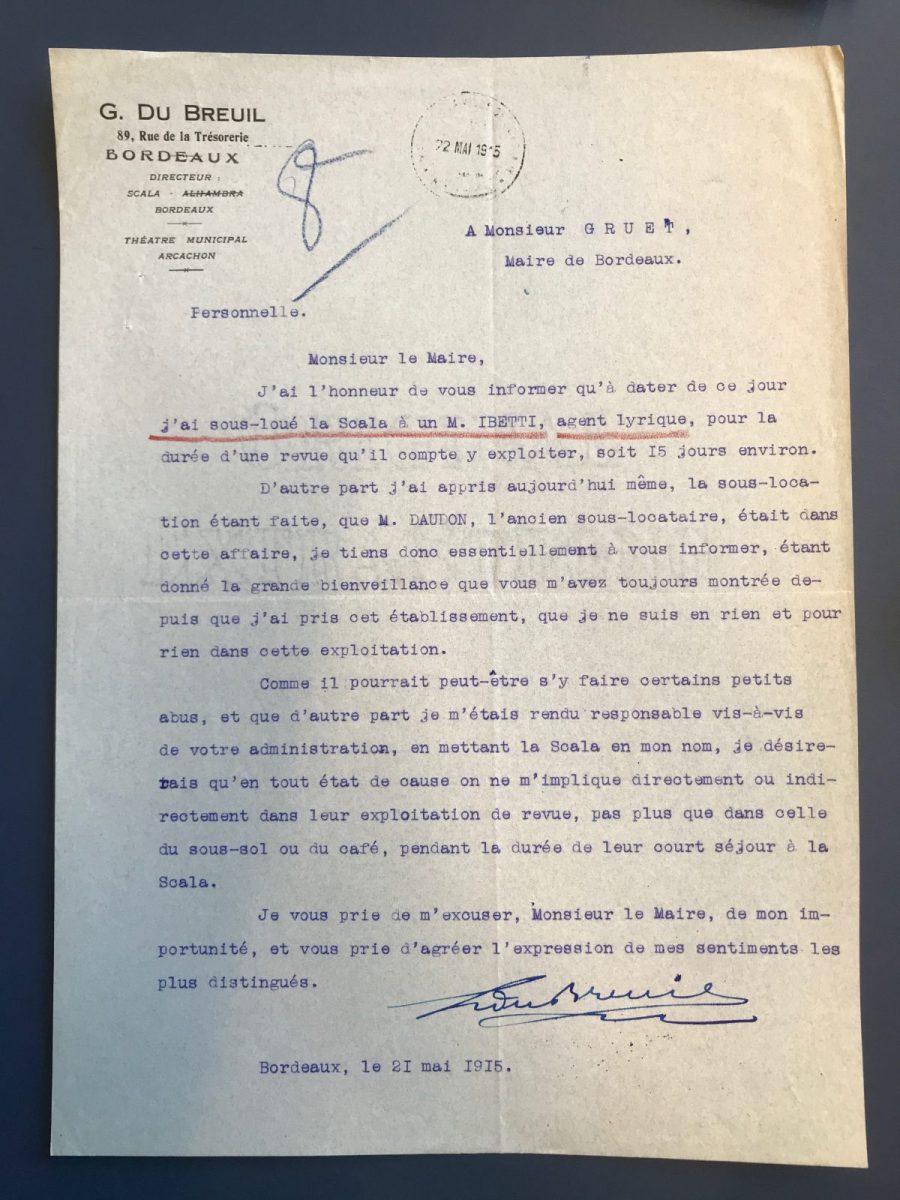 G. DU BREUIL
89, Rue de la Trésorerie
BORDEAUX
DIRECTEUR :
SCALA - ALHAMBRA
BORDEAUX
THÉATRE MUNICIPAL
ARCACHON
8
22 MAI 1915
A Monsieur GRUET,
Maire de Bordeaux.
Personnelle.
Monsieur le Maire,
J'ai l'honneur de vous informer qu'à dater de ce jour
j'ai sous-loué la Scala à un M. IBETTI, agent lyrique, pour la
durée d'une revue qu'il compte y exploiter, soit I5 jours environ.
D'autre part j'ai appris aujourd'hui même, la sous-loca-
tion étant faite, que M. DAUDON, l'ancien sous-locataire, était dans
cette affaire, je tiens donc essentiellement à vous informer, étant
donné la grande bienveillance que vous m'avez toujours montrée de-
puis que j'ai pris cet établissement, que je ne suis en rien et pour
rien dans cette exploitation.
Comme il pourrait peut-être s'y faire certains petits
abus, et que d'autre part je m'étais rendu responsable vis-à-vis
de votre administration, en mettant la Scala en mon nom, je désire-
rais qu'en tout état de cause on ne m'implique directement ou indi-
rectement dans leur exploitation de revue, pas plus que dans celle
du sous-sol ou du café, pendant la durée de leur court séjour à la
Scala.
Je vous prie de m'excuser, Monsieur le Maire, de mon im-
portunité, et vous prie d'agréer l'expression de mes sentiments les
plus distingués.
GduBreuil
Bordeaux, le 2I mai I9I5.